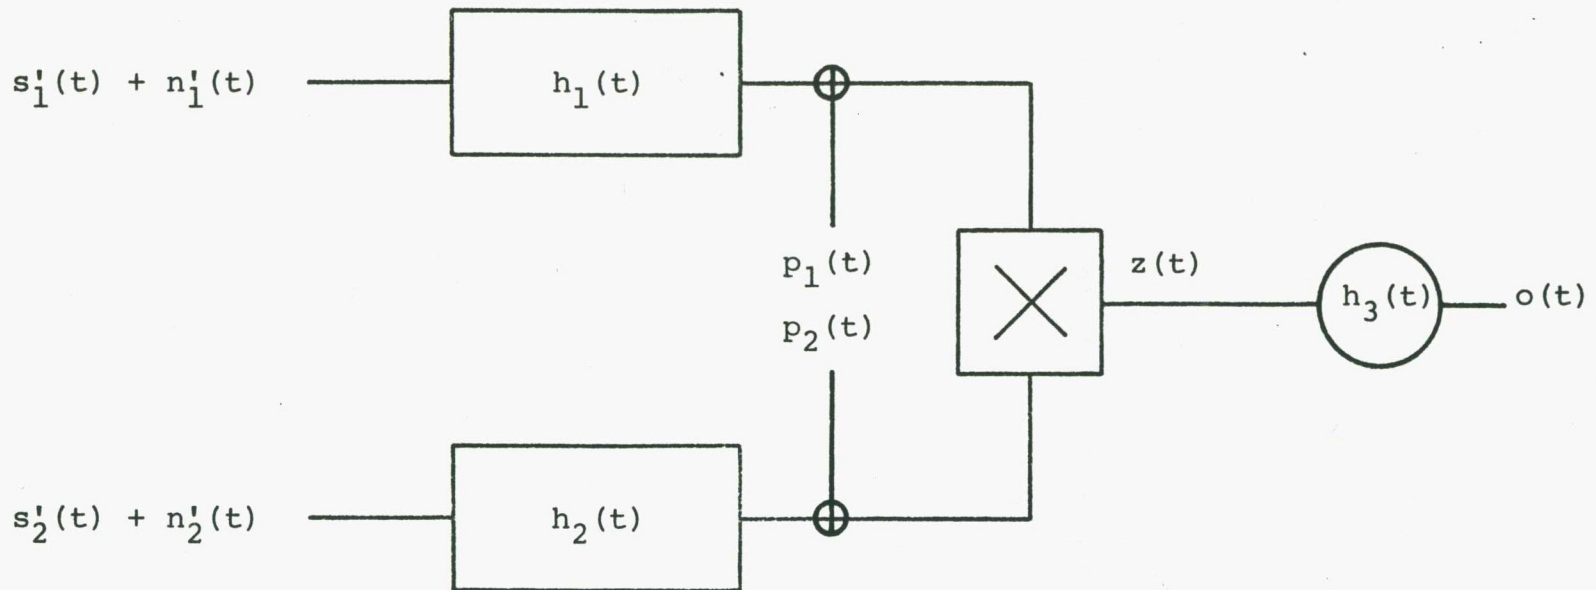 s'₁(t) + n'₁(t)
h₁(t)
p₁(t)
p₂(t)
z(t)
h₃(t)
o(t)
s'₂(t) + n'₂(t)
h₂(t)